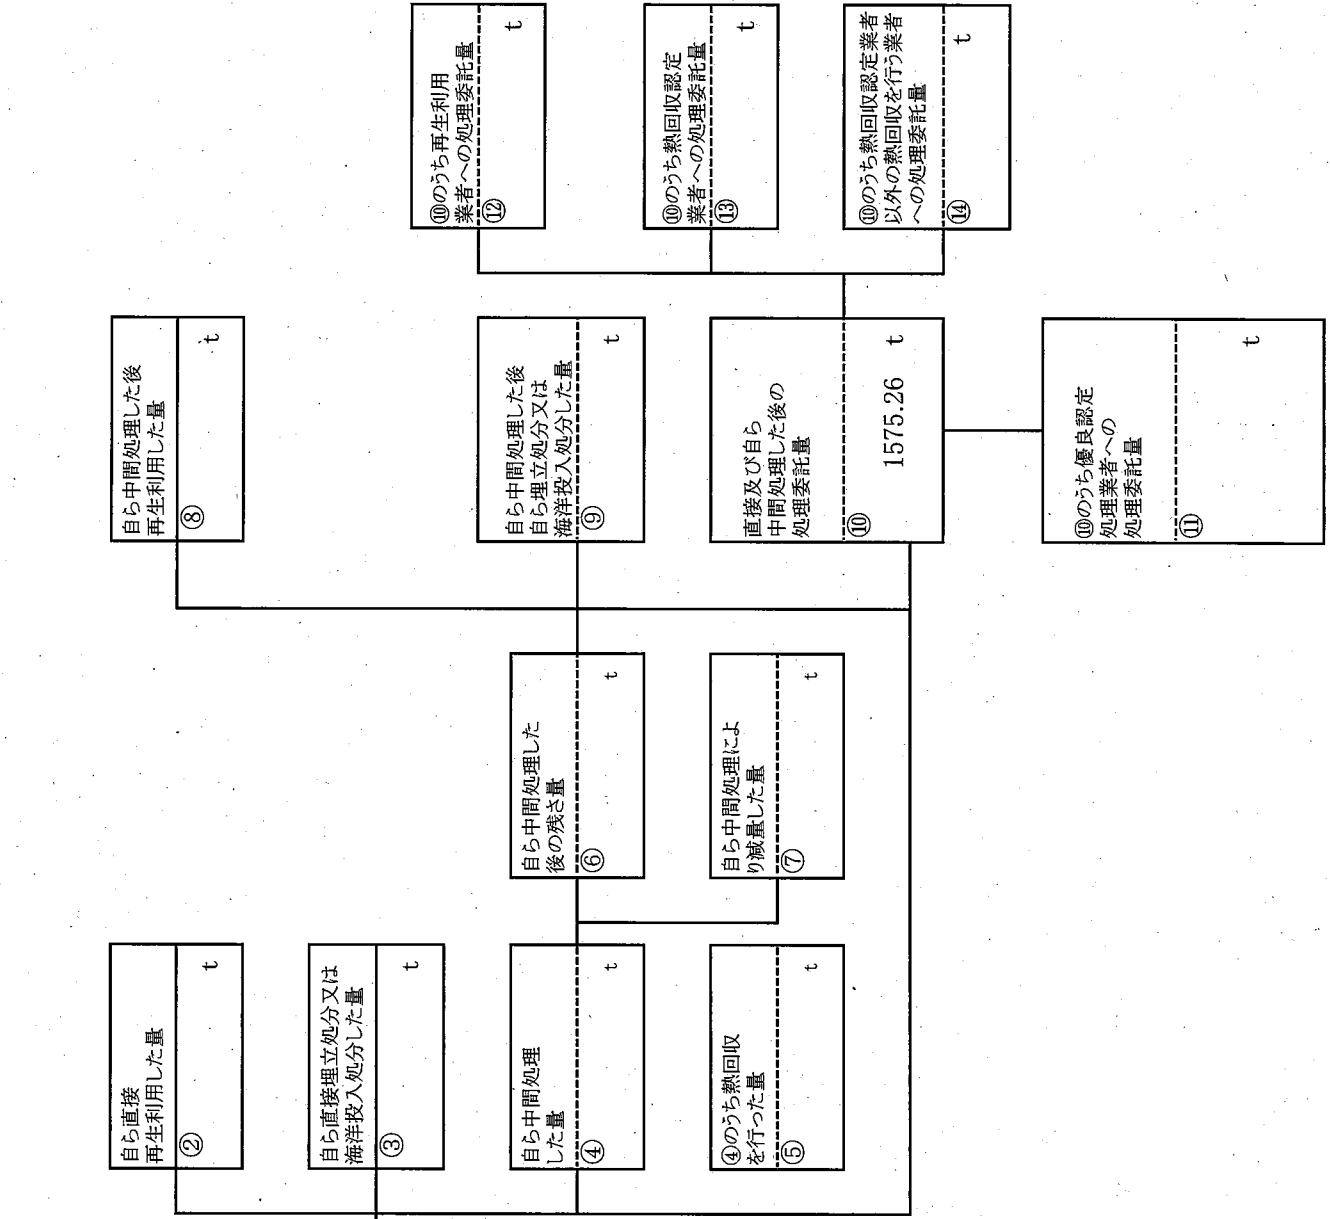 自ら直接
再生利用した量
②
t
自ら直接埋立処分又は
海洋投入処分した量
③
t
自ら中間処理
した量
④
t
④のうち熱回収
を行った量
⑤
t
自ら中間処理した
後の残さ量
⑥
t
自ら中間処理によ
り減量した量
⑦
t
自ら中間処理した後
再生利用した量
⑧
t
自ら中間処理した後
自ら埋立処分又は
海洋投入処分した量
⑨
t
直接及び自ら
中間処理した後の
処理委託量
⑩
1575.26 t
⑩のうち優良認定
処理業者への
処理委託量
⑪
t
⑩のうち再生利用
業者への処理委託量
⑫
t
⑩のうち熱回収認定
業者への処理委託量
⑬
t
⑩のうち熱回収認定業者
以外の熱回収を行う業者
への処理委託量
⑭
t